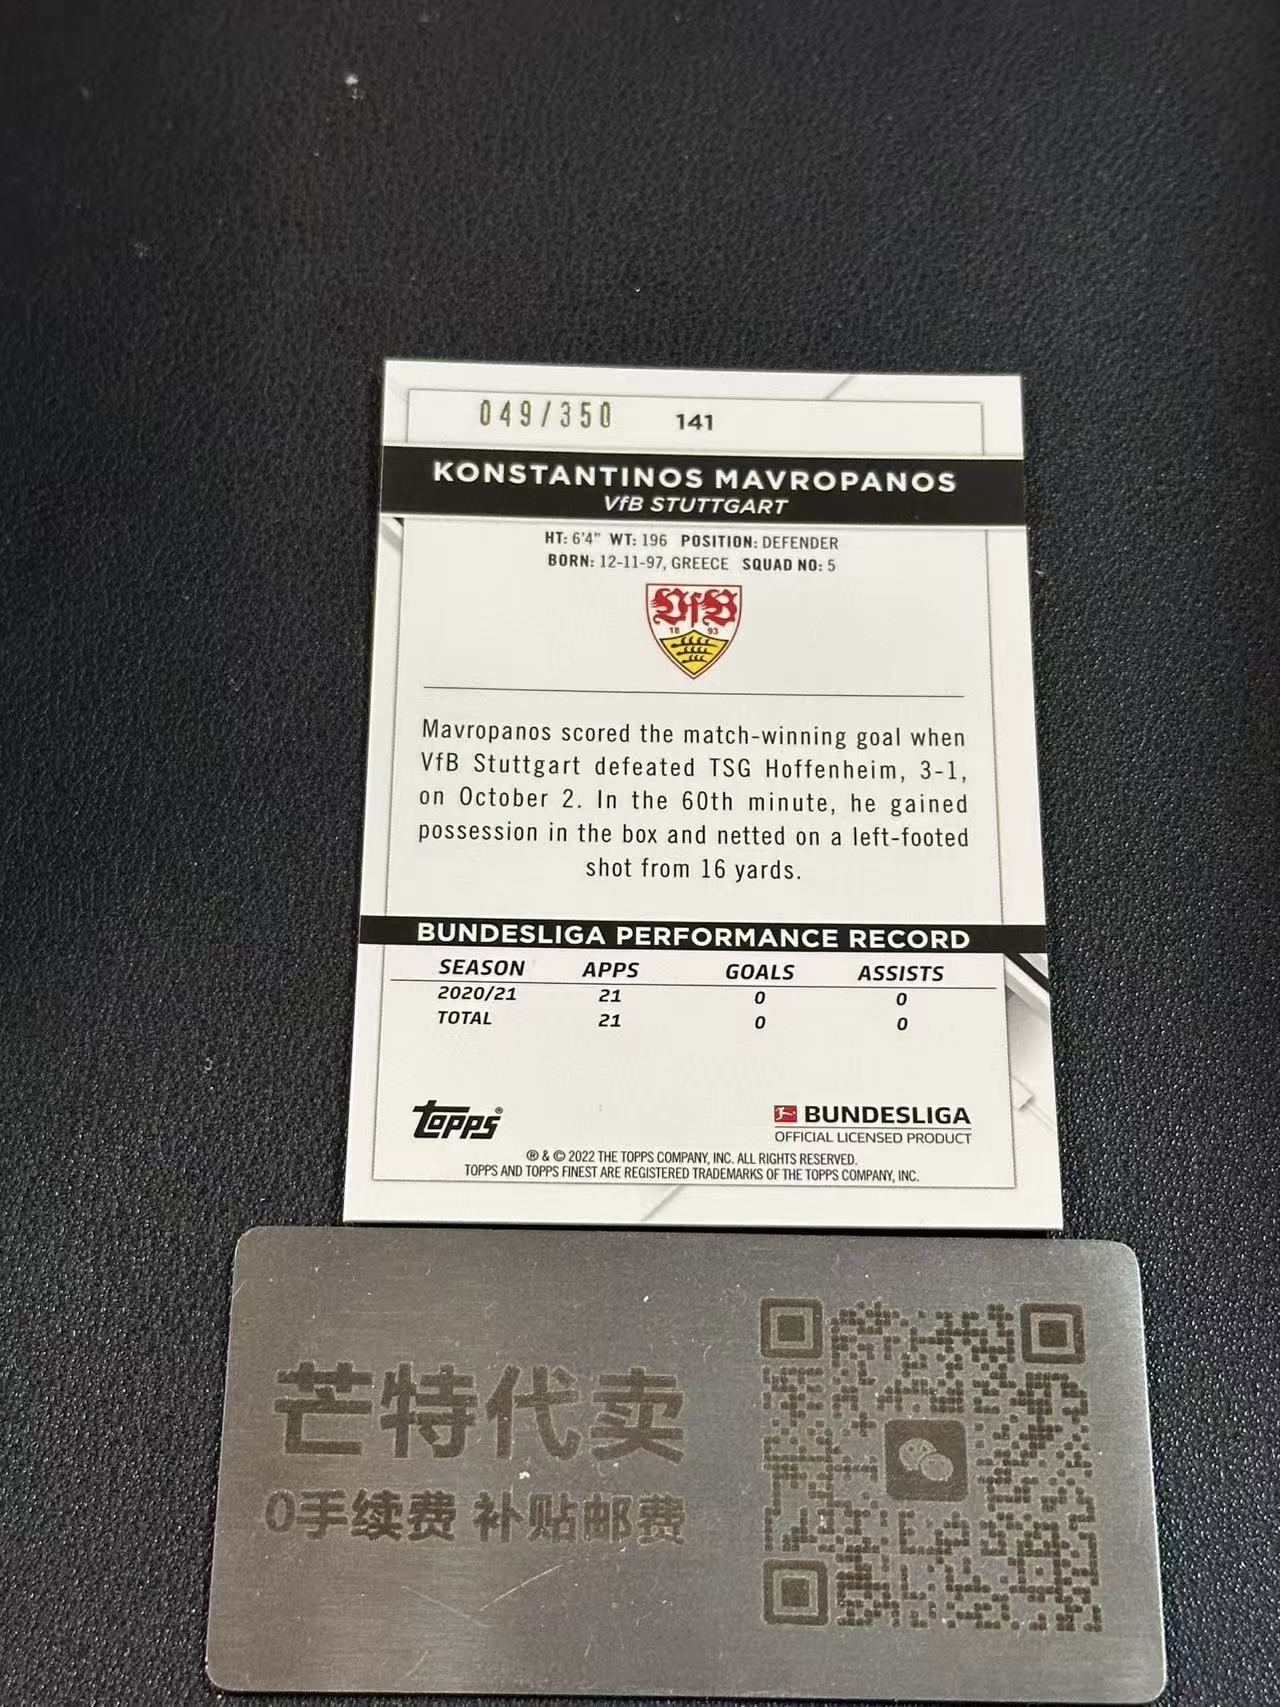 049/350 141
KONSTANTINOS MAVROPANOS
VfB STUTTGART
HT: 6'4" WT: 196 POSITION: DEFENDER
BORN: 12-11-97, GREECE SQUAD NO: 5
VfB
18 93
Mavropanos scored the match-winning goal when
VfB Stuttgart defeated TSG Hoffenheim, 3-1,
on October 2. In the 60th minute, he gained
possession in the box and netted on a left-footed
shot from 16 yards.
BUNDESLIGA PERFORMANCE RECORD
SEASON APPS GOALS ASSISTS
2020/21 21 0 0
TOTAL 21 0 0
topps®
BUNDESLIGA
OFFICIAL LICENSED PRODUCT
® & © 2022 THE TOPPS COMPANY, INC. ALL RIGHTS RESERVED.
TOPPS AND TOPPS FINEST ARE REGISTERED TRADEMARKS OF THE TOPPS COMPANY, INC.
芒特代卖
0手续费 补贴邮费